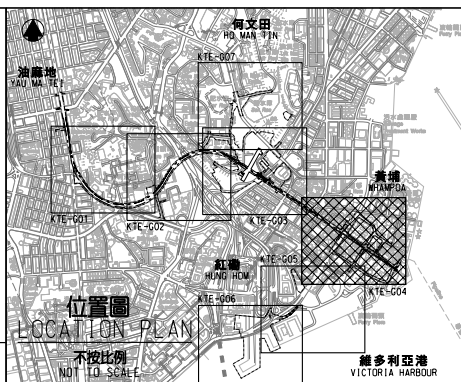 何文田
HO MAN TIN
KTE-G07
油麻地
YAU MA TEI
黃埔
WHAMPOA
KTE-G01
KTE-G02
KTE-G03
KTE-G04
紅磡
HUNG HOM
KTE-G05
KTE-G06
位置圖
LOCATION PLAN
不按比例
NOT TO SCALE
維多利亞港
VICTORIA HARBOUR